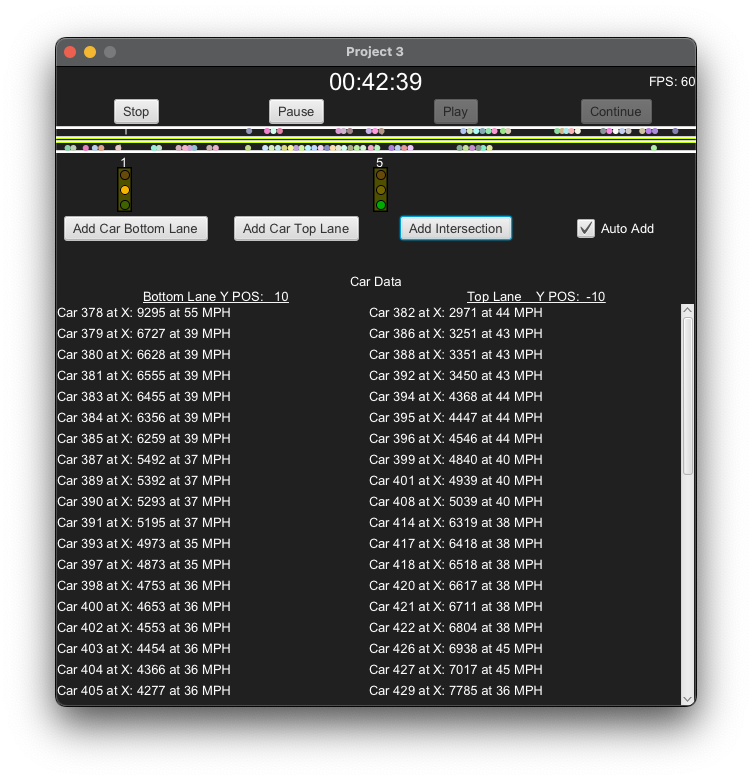 Project 3
00:42:39
FPS: 60
Stop Pause Play Continue
1 5
Add Car Bottom Lane Add Car Top Lane Add Intersection Auto Add
Car Data
Bottom Lane Y POS: 10 Top Lane Y POS: -10
Car 378 at X: 9295 at 55 MPH Car 382 at X: 2971 at 44 MPH
Car 379 at X: 6727 at 39 MPH Car 386 at X: 3251 at 43 MPH
Car 380 at X: 6628 at 39 MPH Car 388 at X: 3351 at 43 MPH
Car 381 at X: 6555 at 39 MPH Car 392 at X: 3450 at 43 MPH
Car 383 at X: 6455 at 39 MPH Car 394 at X: 4368 at 44 MPH
Car 384 at X: 6356 at 39 MPH Car 395 at X: 4447 at 44 MPH
Car 385 at X: 6259 at 39 MPH Car 396 at X: 4546 at 44 MPH
Car 387 at X: 5492 at 37 MPH Car 399 at X: 4840 at 40 MPH
Car 389 at X: 5392 at 37 MPH Car 401 at X: 4939 at 40 MPH
Car 390 at X: 5293 at 37 MPH Car 408 at X: 5039 at 40 MPH
Car 391 at X: 5195 at 37 MPH Car 414 at X: 6319 at 38 MPH
Car 393 at X: 4973 at 35 MPH Car 417 at X: 6418 at 38 MPH
Car 397 at X: 4873 at 35 MPH Car 418 at X: 6518 at 38 MPH
Car 398 at X: 4753 at 36 MPH Car 420 at X: 6617 at 38 MPH
Car 400 at X: 4653 at 36 MPH Car 421 at X: 6711 at 38 MPH
Car 402 at X: 4553 at 36 MPH Car 422 at X: 6804 at 38 MPH
Car 403 at X: 4454 at 36 MPH Car 426 at X: 6938 at 45 MPH
Car 404 at X: 4366 at 36 MPH Car 427 at X: 7017 at 45 MPH
Car 405 at X: 4277 at 36 MPH Car 429 at X: 7785 at 36 MPH